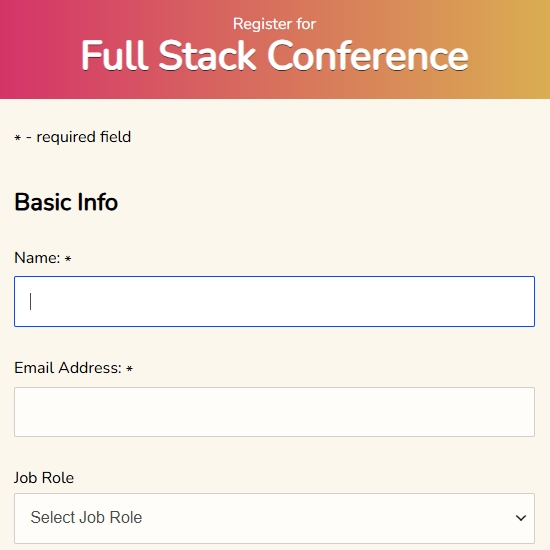 Register for
Full Stack Conference
* - required field
Basic Info
Name: *
Email Address: *
Job Role
Select Job Role